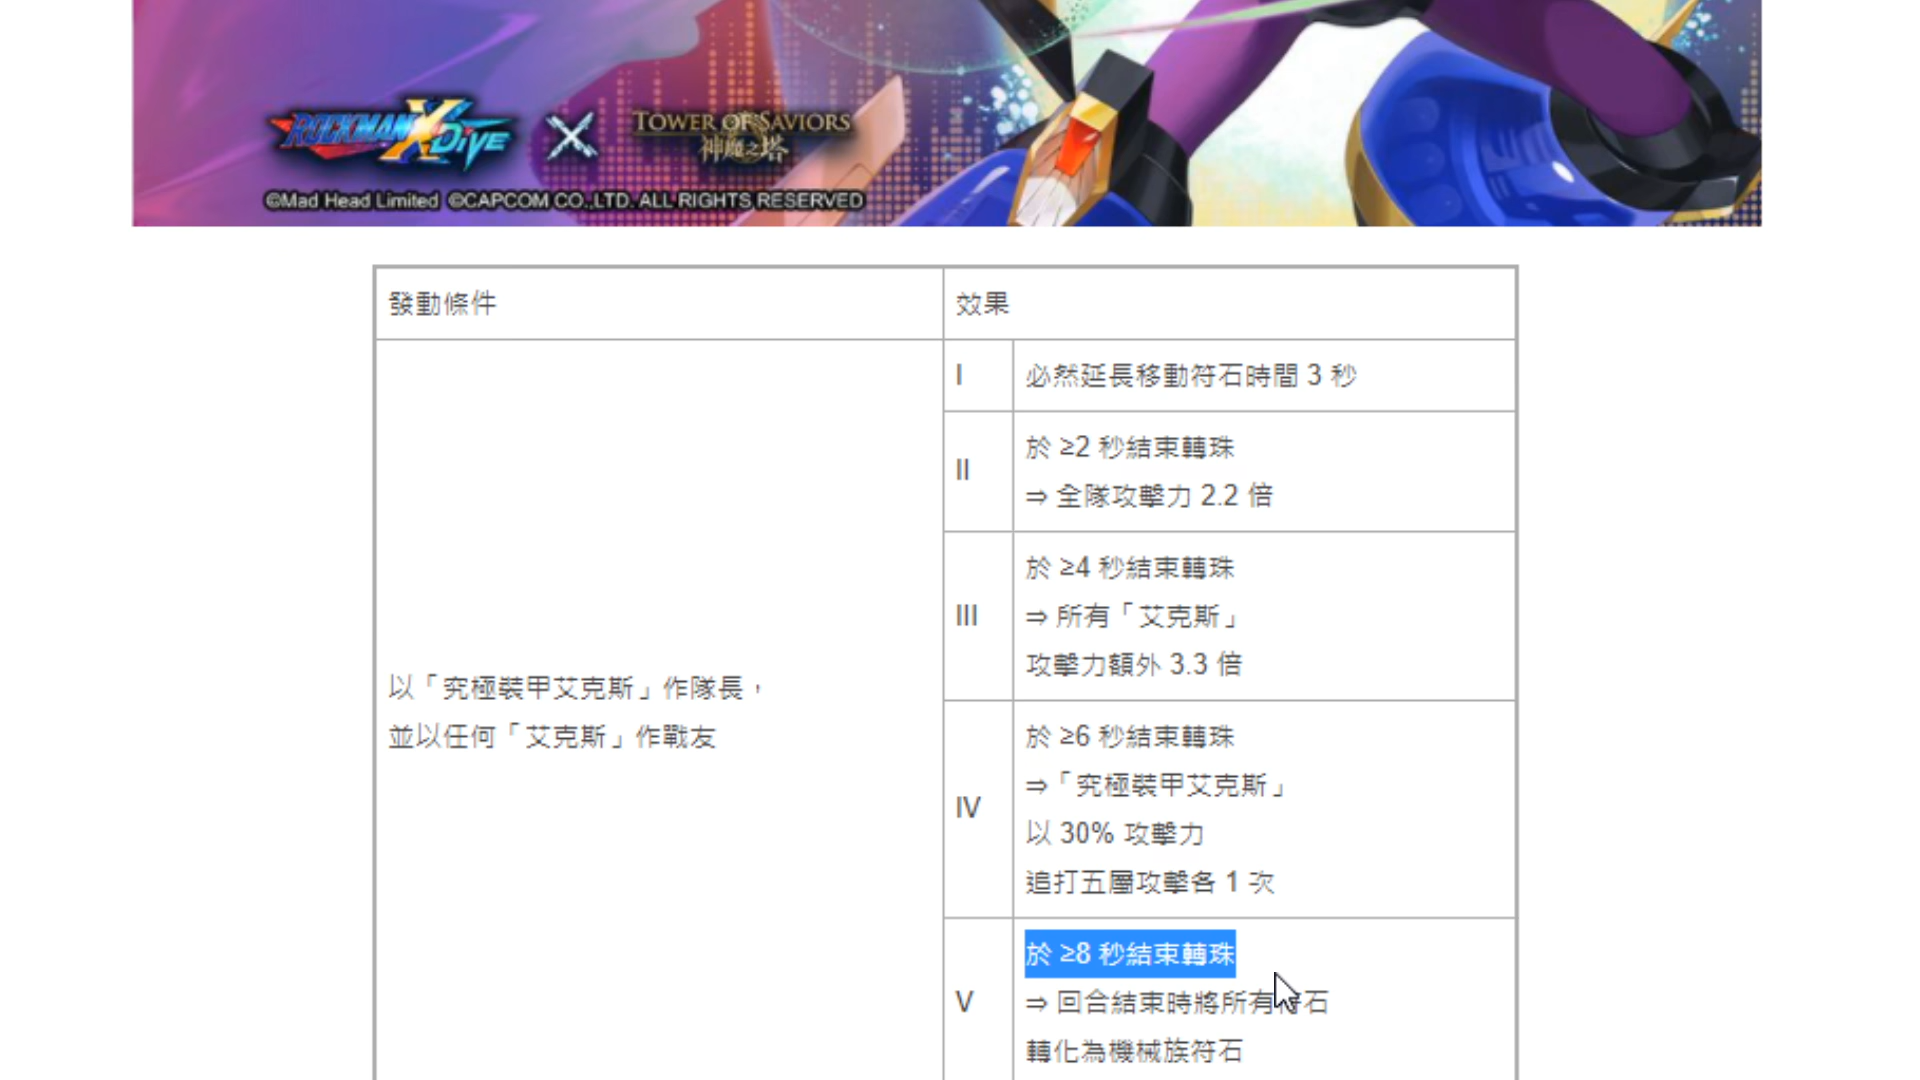 ROCKMAN X DiVE
TOWER OF SAVIORS
神魔之塔
©Mad Head Limited ©CAPCOM CO.,LTD. ALL RIGHTS RESERVED
發動條件
效果
以「究極裝甲艾克斯」作隊長，
並以任何「艾克斯」作戰友
I
必然延長移動符石時間 3 秒
II
於 ≥2 秒結束轉珠
⇒ 全隊攻擊力 2.2 倍
III
於 ≥4 秒結束轉珠
⇒ 所有「艾克斯」
攻擊力額外 3.3 倍
IV
於 ≥6 秒結束轉珠
⇒「究極裝甲艾克斯」
以 30% 攻擊力
追打五屬攻擊各 1 次
V
於 ≥8 秒結束轉珠
⇒ 回合結束時將所有符石
轉化為機械族符石